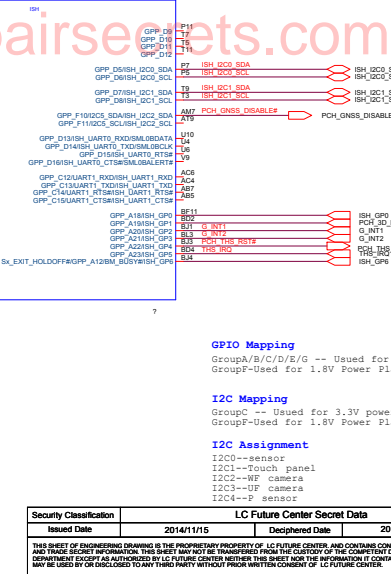 ISH
pairsecrets.com
GPP_D9 P11
GPP_D10 T7
GPP_D11 T5
GPP_D12 T11
GPP_D5/ISH_I2C0_SDA P7 ISH_I2C0_SDA ISH_I2C0_S
GPP_D6/ISH_I2C0_SCL P5 ISH_I2C0_SCL ISH_I2C0_S
GPP_D7/ISH_I2C1_SDA T9 ISH_I2C1_SDA ISH_I2C1_S
GPP_D8/ISH_I2C1_SCL T3 ISH_I2C1_SCL ISH_I2C1_S
GPP_F10/I2C5_SDA/ISH_I2C2_SDA AM7 PCH_GNSS_DISABLE# PCH_GNSS_DISABLE
GPP_F11/I2C5_SCL/ISH_I2C2_SCL AT9
GPP_D13/ISH_UART0_RXD/SML0BDATA U10
GPP_D14/ISH_UART0_TXD/SML0BCLK U4
GPP_D15/ISH_UART0_RTS# U6
GPP_D16/ISH_UART0_CTS#/SML0BALERT# V9
GPP_C12/UART1_RXD/ISH_UART1_RXD AC6
GPP_C13/UART1_TXD/ISH_UART1_TXD AC4
GPP_C14/UART1_RTS#/ISH_UART1_RTS# AB7
GPP_C15/UART1_CTS#/ISH_UART1_CTS# AB5
GPP_A18/ISH_GP0 BF11 ISH_GP0
GPP_A19/ISH_GP1 BD2 PCH_3D_
GPP_A20/ISH_GP2 BJ1 G_INT1 G_INT1
GPP_A21/ISH_GP3 BL3 G_INT2 G_INT2
GPP_A22/ISH_GP4 BJ3 PCH_THS_RST# PCH_THS
GPP_A23/ISH_GP5 BD4 THS_IRQ THS_IRQ
Sx_EXIT_HOLDOFF#/GPP_A12/BM_BUSY#/ISH_GP6 BJ4 ISH_GP6
?
GPIO Mapping
GroupA/B/C/D/E/G -- Usued for
GroupF-Used for 1.8V Power Pl
I2C Mapping
GroupC -- Usued for 3.3V power
GroupF-Used for 1.8V Power Pl
I2C Assignment
I2C0--sensor
I2C1--Touch panel
I2C2--WF camera
I2C3--UF camera
I2C4--P sensor
Security Classification LC Future Center Secret Data
Issued Date 2014/11/15 Deciphered Date 20
THIS SHEET OF ENGINEERING DRAWING IS THE PROPRIETARY PROPERTY OF LC FUTURE CENTER. AND CONTAINS CON
AND TRADE SECRET INFORMATION. THIS SHEET MAY NOT BE TRANSFERED FROM THE CUSTODY OF THE COMPETENT D
DEPARTMENT EXCEPT AS AUTHORIZED BY LC FUTURE CENTER NEITHER THIS SHEET NOR THE INFORMATION IT CONTA
MAY BE USED BY OR DISCLOSED TO ANY THIRD PARTY WITHOUT PRIOR WRITTEN CONSENT OF LC FUTURE CENTER.